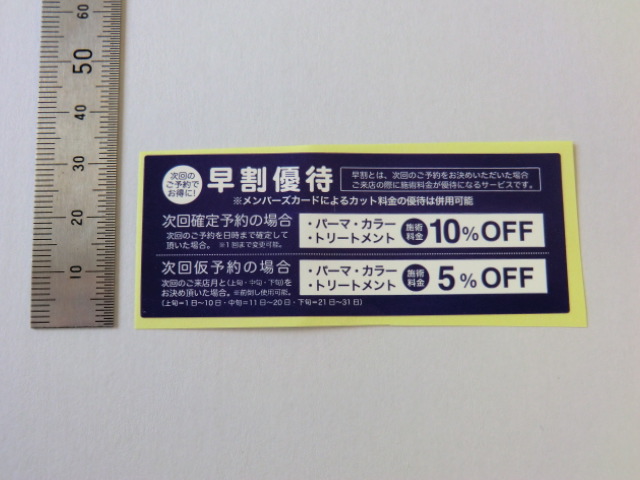 60
50
40
30
20
10
次回の
ご予約で
お得に!
早割優待
早割とは、次回のご予約をお決めいただいた場合
ご来店の際に施術料金が優待になるサービスです。
※メンバーズカードによるカット料金の優待は併用可能
次回確定予約の場合
次回のご予約を日時まで確定して
頂いた場合。※1回まで変更可能。
・パーマ・カラー
・トリートメント
施術
料金
10%OFF
次回仮予約の場合
次回のご来店月と(上旬・中旬・下旬)を
お決め頂いた場合。※前倒し使用可能。
(上旬=1日〜10日・中旬=11日〜20日・下旬=21日〜31日)
・パーマ・カラー
・トリートメント
施術
料金
5%OFF